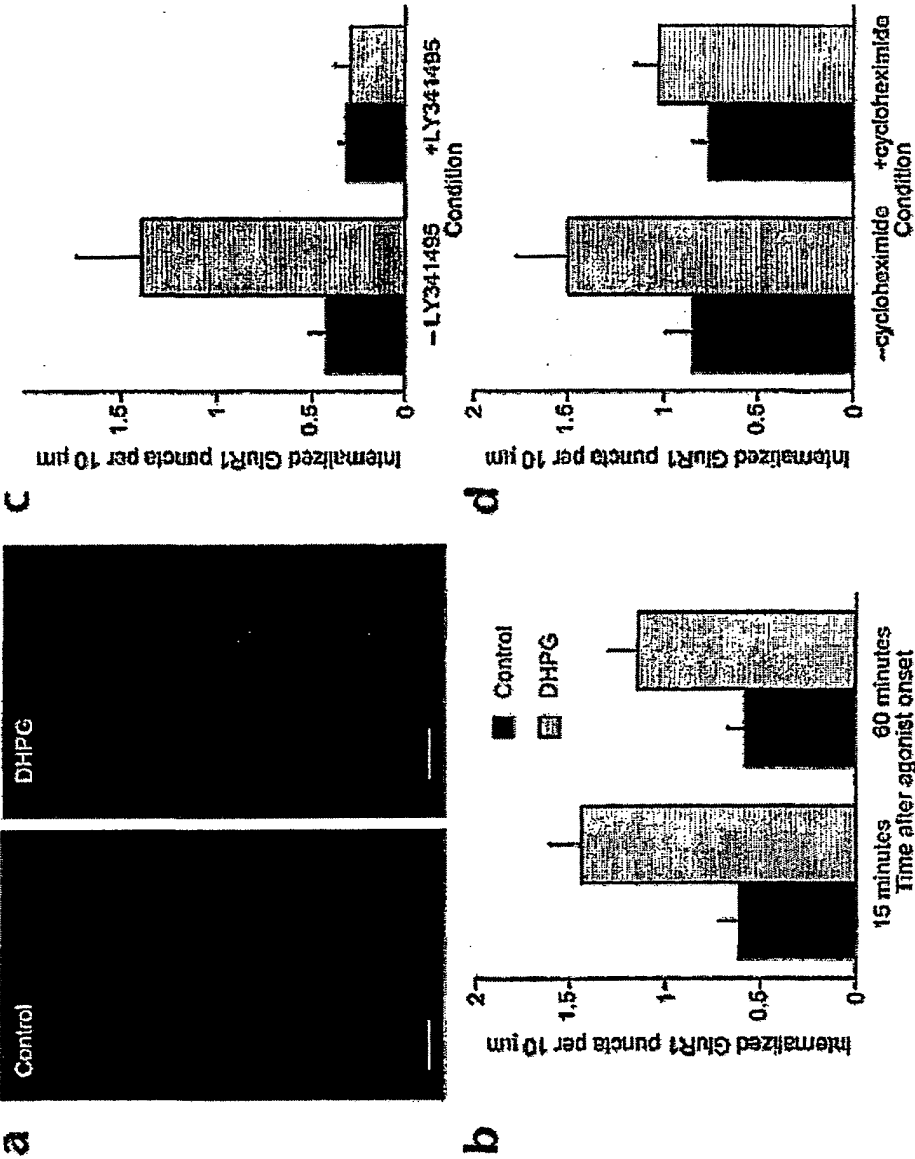 a
Control
DHPG
b
Internalized GluR1 puncta per 10 µm
2
1.5
1
0.5
0
15 minutes
60 minutes
Time after agonist onset
Control
DHPG
c
Internalized GluR1 puncta per 10 µm
1.5
1
0.5
0
–LY341495
+LY341495
Condition
d
Internalized GluR1 puncta per 10 µm
2
1.5
1
0.5
0
–cycloheximide
+cycloheximide
Condition